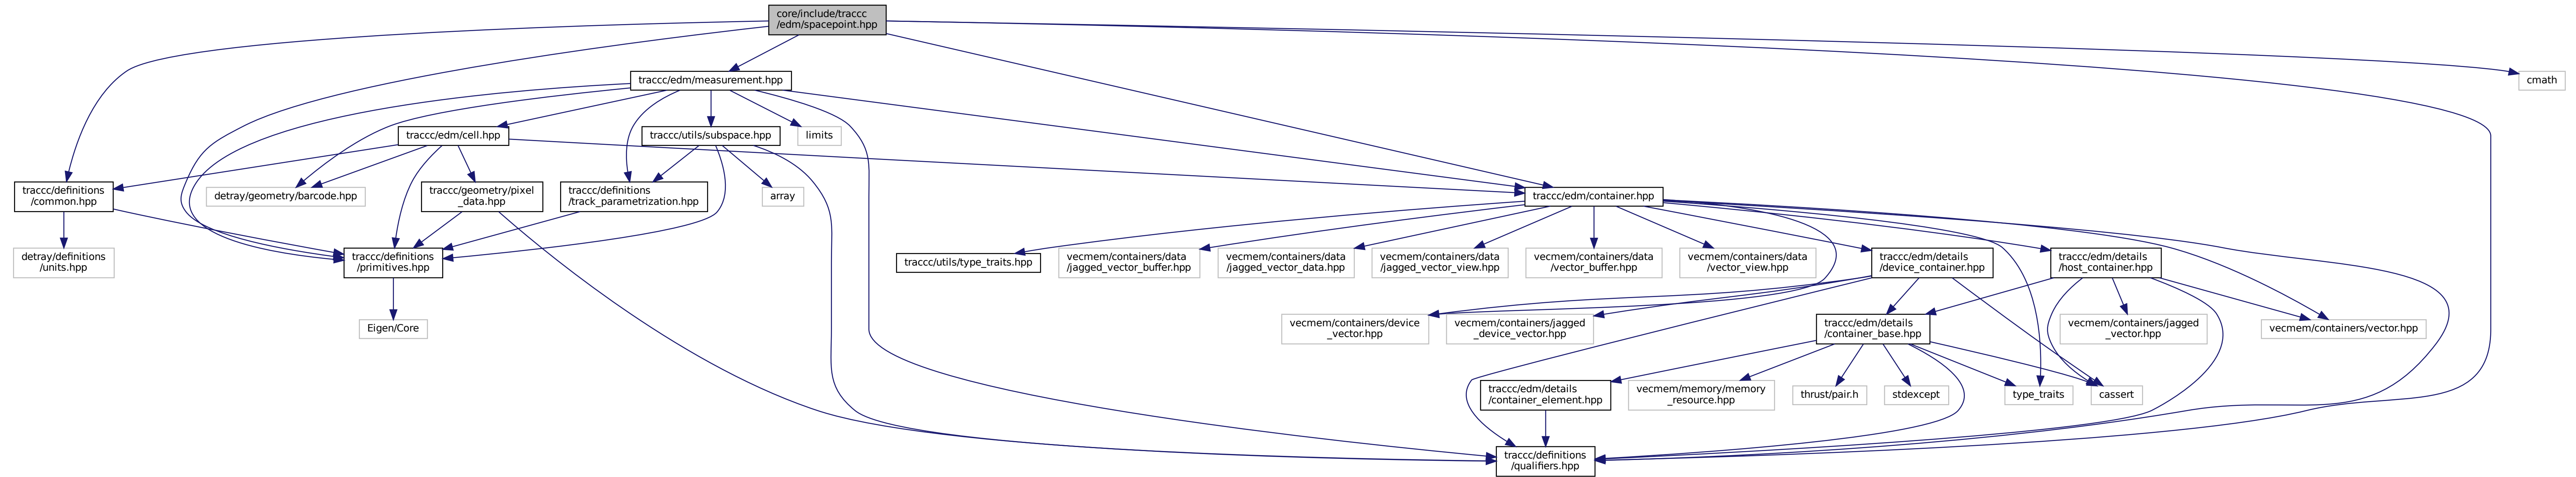 core/include/traccc
/edm/spacepoint.hpp
traccc/edm/measurement.hpp
cmath
traccc/edm/cell.hpp
traccc/utils/subspace.hpp
limits
traccc/definitions
/common.hpp
detray/geometry/barcode.hpp
traccc/geometry/pixel
_data.hpp
traccc/definitions
/track_parametrization.hpp
array
traccc/edm/container.hpp
detray/definitions
/units.hpp
traccc/definitions
/primitives.hpp
traccc/utils/type_traits.hpp
vecmem/containers/data
/jagged_vector_buffer.hpp
vecmem/containers/data
/jagged_vector_data.hpp
vecmem/containers/data
/jagged_vector_view.hpp
vecmem/containers/data
/vector_buffer.hpp
vecmem/containers/data
/vector_view.hpp
traccc/edm/details
/device_container.hpp
traccc/edm/details
/host_container.hpp
Eigen/Core
vecmem/containers/device
_vector.hpp
vecmem/containers/jagged
_device_vector.hpp
traccc/edm/details
/container_base.hpp
vecmem/containers/jagged
_vector.hpp
vecmem/containers/vector.hpp
traccc/edm/details
/container_element.hpp
vecmem/memory/memory
_resource.hpp
thrust/pair.h
stdexcept
type_traits
cassert
traccc/definitions
/qualifiers.hpp